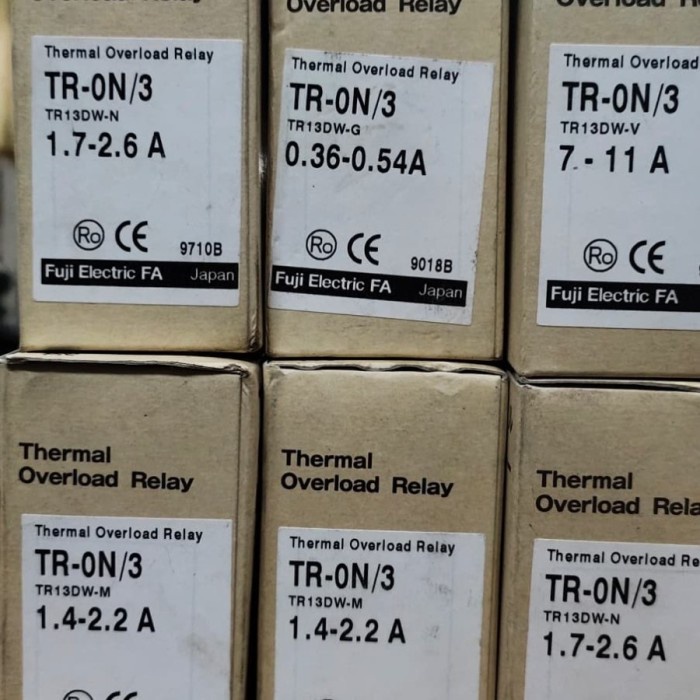 Overload Relay
Thermal Overload Relay
TR-0N/3
TR13DW-N
1.7-2.6 A
Ro CE 9710B
Fuji Electric FA Japan
Overload Relay
Thermal Overload Relay
TR-0N/3
TR13DW-G
0.36-0.54A
Ro CE 9018B
Fuji Electric FA Japan
Overload
Thermal Overload
TR-0N/3
TR13DW-V
7.-11 A
Ro CE
Fuji Electric FA
Thermal
Overload Relay
Thermal Overload Relay
TR-0N/3
TR13DW-M
1.4-2.2 A
Thermal
Overload Relay
Thermal Overload Relay
TR-0N/3
TR13DW-M
1.4-2.2 A
Thermal
Overload Rela
Thermal Overload Re
TR-0N/3
TR13DW-N
1.7-2.6 A